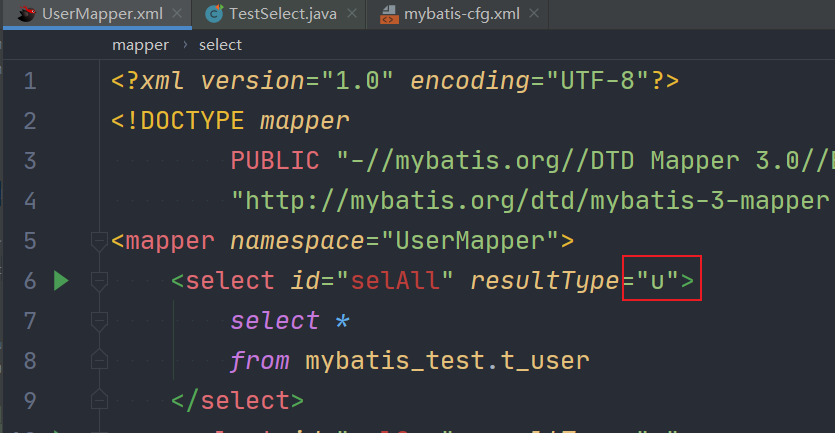 UserMapper.xml TestSelect.java mybatis-cfg.xml
mapper › select
1 <?xml version="1.0" encoding="UTF-8"?>
2 <!DOCTYPE mapper
3 PUBLIC "-//mybatis.org//DTD Mapper 3.0//
4 "http://mybatis.org/dtd/mybatis-3-mapper
5 <mapper namespace="UserMapper">
6 <select id="selAll" resultType="u">
7 select *
8 from mybatis_test.t_user
9 </select>